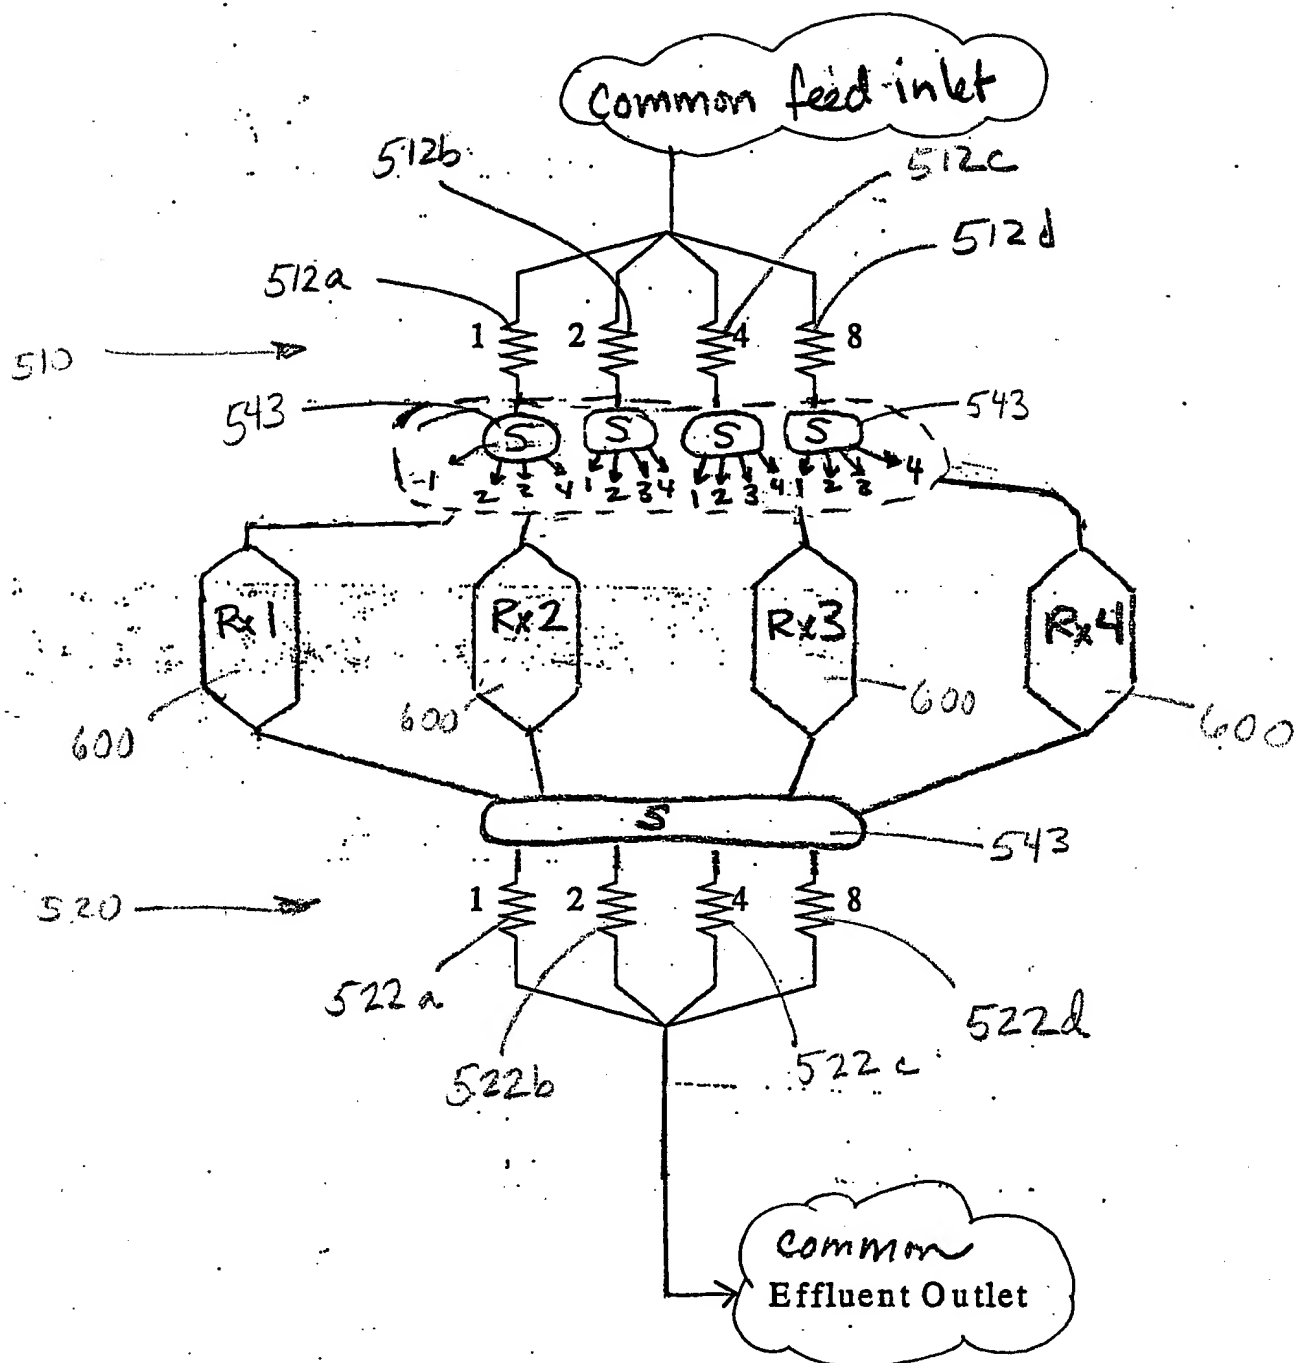 Common feed inlet
512b
512c
512d
512a
1 2 4 8
510
543
543
S S S S
-1 2 2 4 1 2 3 4 1 2 3 4 1 2 3 4
Rx1 Rx2 Rx3 Rx4
600 600 600 600
S
543
1 2 4 8
520
522a
522d
522b
522c
common
Effluent Outlet